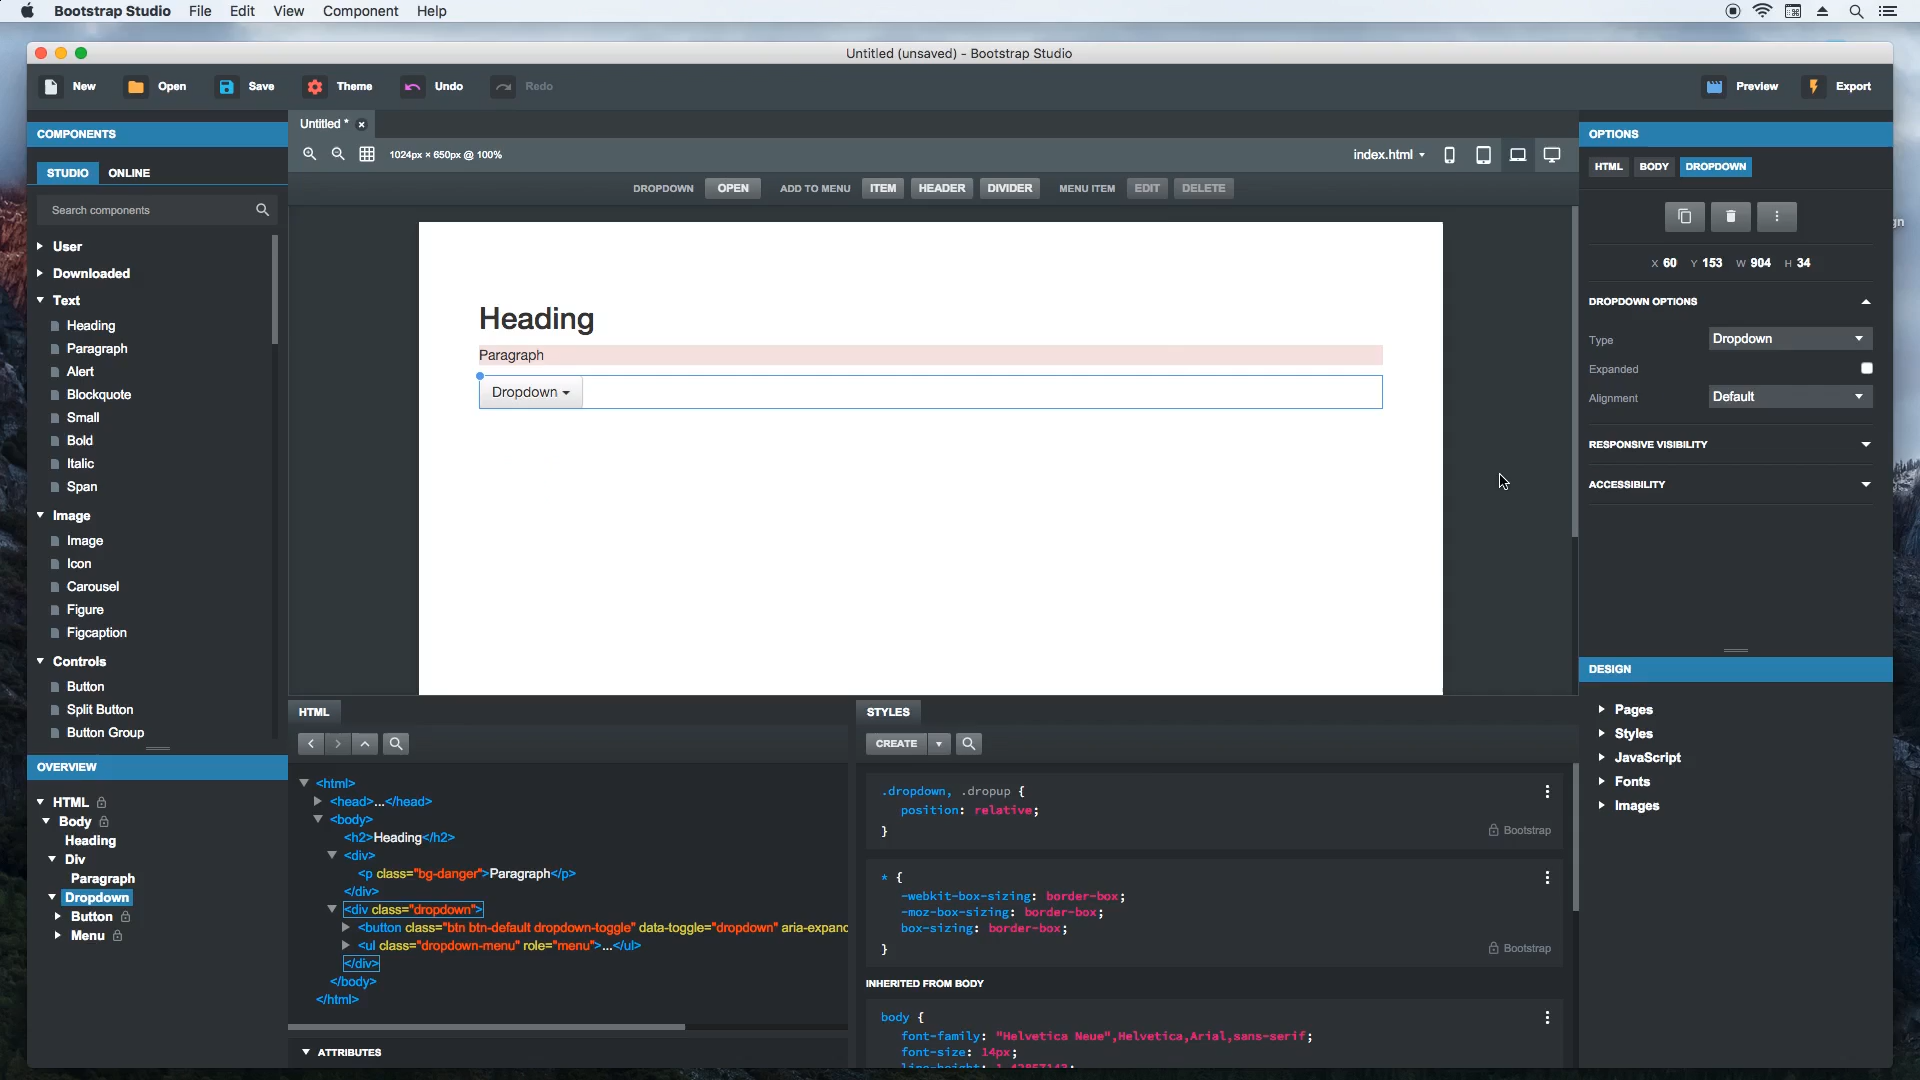 Bootstrap Studio File Edit View Component Help
Untitled (unsaved) - Bootstrap Studio
New Open Save Theme Undo Redo Preview Export
COMPONENTS
STUDIO ONLINE
Search components
User
Downloaded
Text
Heading
Paragraph
Alert
Blockquote
Small
Bold
Italic
Span
Image
Image
Icon
Carousel
Figure
Figcaption
Controls
Button
Split Button
Button Group
OVERVIEW
HTML
Body
Heading
Div
Paragraph
Dropdown
Button
Menu
Untitled *
1024px × 650px @ 100%
index.html
DROPDOWN OPEN ADD TO MENU ITEM HEADER DIVIDER MENU ITEM EDIT DELETE
Heading
Paragraph
Dropdown
HTML
<html>
<head>...</head>
<body>
<h2>Heading</h2>
<div>
<p class="bg-danger">Paragraph</p>
</div>
<div class="dropdown">
<button class="btn btn-default dropdown-toggle" data-toggle="dropdown" aria-expand
<ul class="dropdown-menu" role="menu">...</ul>
</div>
</body>
</html>
ATTRIBUTES
STYLES
CREATE
.dropdown, .dropup {
position: relative;
}
Bootstrap
* {
-webkit-box-sizing: border-box;
-moz-box-sizing: border-box;
box-sizing: border-box;
}
Bootstrap
INHERITED FROM BODY
body {
font-family: "Helvetica Neue",Helvetica,Arial,sans-serif;
font-size: 14px;
OPTIONS
HTML BODY DROPDOWN
X 60 Y 153 W 904 H 34
DROPDOWN OPTIONS
Type Dropdown
Expanded
Alignment Default
RESPONSIVE VISIBILITY
ACCESSIBILITY
DESIGN
Pages
Styles
JavaScript
Fonts
Images